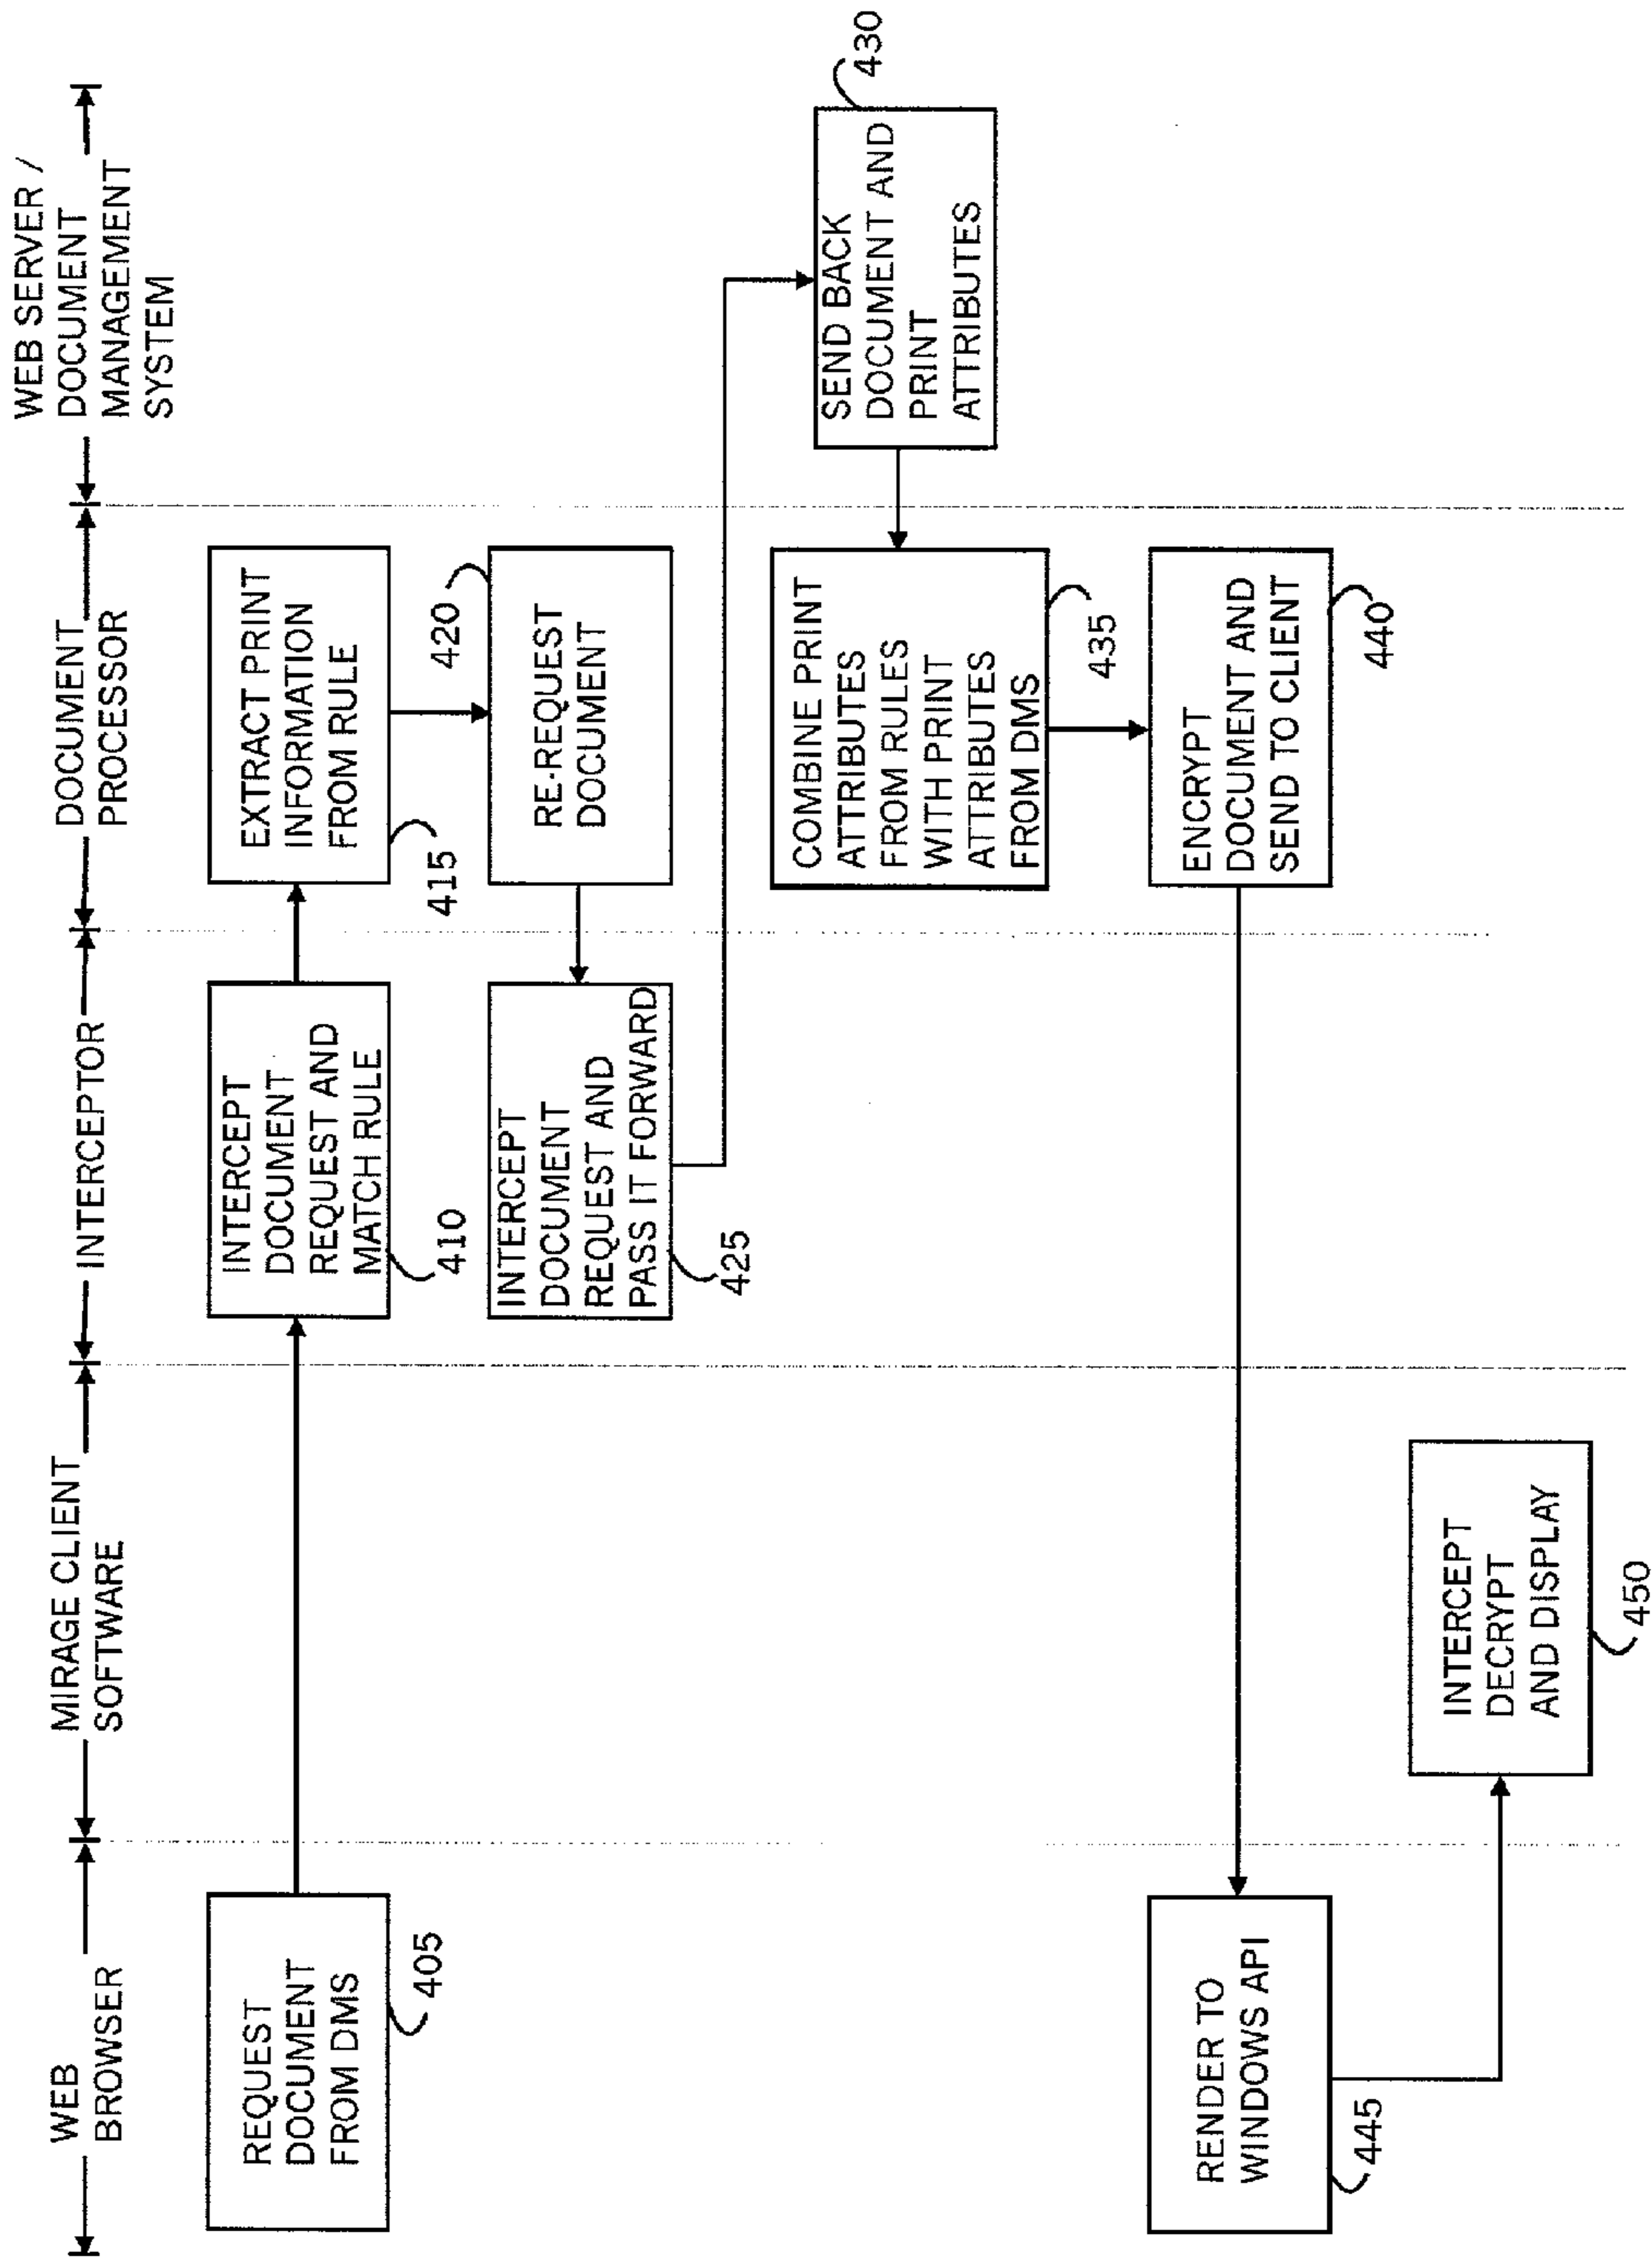 WEB
BROWSER
MIRAGE CLIENT
SOFTWARE
INTERCEPTOR
DOCUMENT
PROCESSOR
WEB SERVER /
DOCUMENT
MANAGEMENT
SYSTEM
REQUEST
DOCUMENT
FROM DMS
405
INTERCEPT
DOCUMENT
REQUEST AND
MATCH RULE
410
EXTRACT PRINT
INFORMATION
FROM RULE
415
RE-REQUEST
DOCUMENT
420
INTERCEPT
DOCUMENT
REQUEST AND
PASS IT FORWARD
425
SEND BACK
DOCUMENT AND
PRINT
ATTRIBUTES
430
COMBINE PRINT
ATTRIBUTES
FROM RULES
WITH PRINT
ATTRIBUTES
FROM DMS
435
ENCRYPT
DOCUMENT AND
SEND TO CLIENT
440
RENDER TO
WINDOWS API
445
INTERCEPT
DECRYPT
AND DISPLAY
450